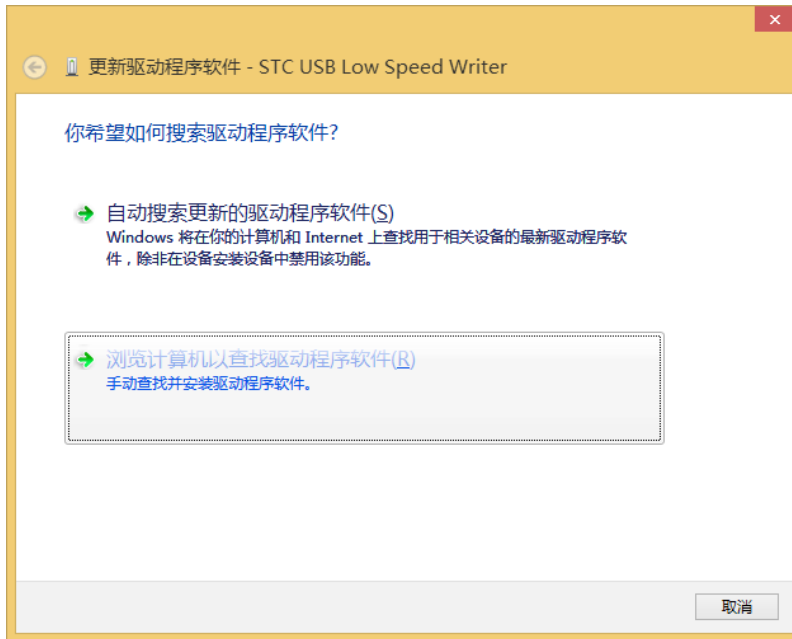 更新驱动程序软件 - STC USB Low Speed Writer
你希望如何搜索驱动程序软件?
自动搜索更新的驱动程序软件(S)
Windows 将在你的计算机和 Internet 上查找用于相关设备的最新驱动程序软
件，除非在设备安装设备中禁用该功能。
浏览计算机以查找驱动程序软件(R)
手动查找并安装驱动程序软件。
取消